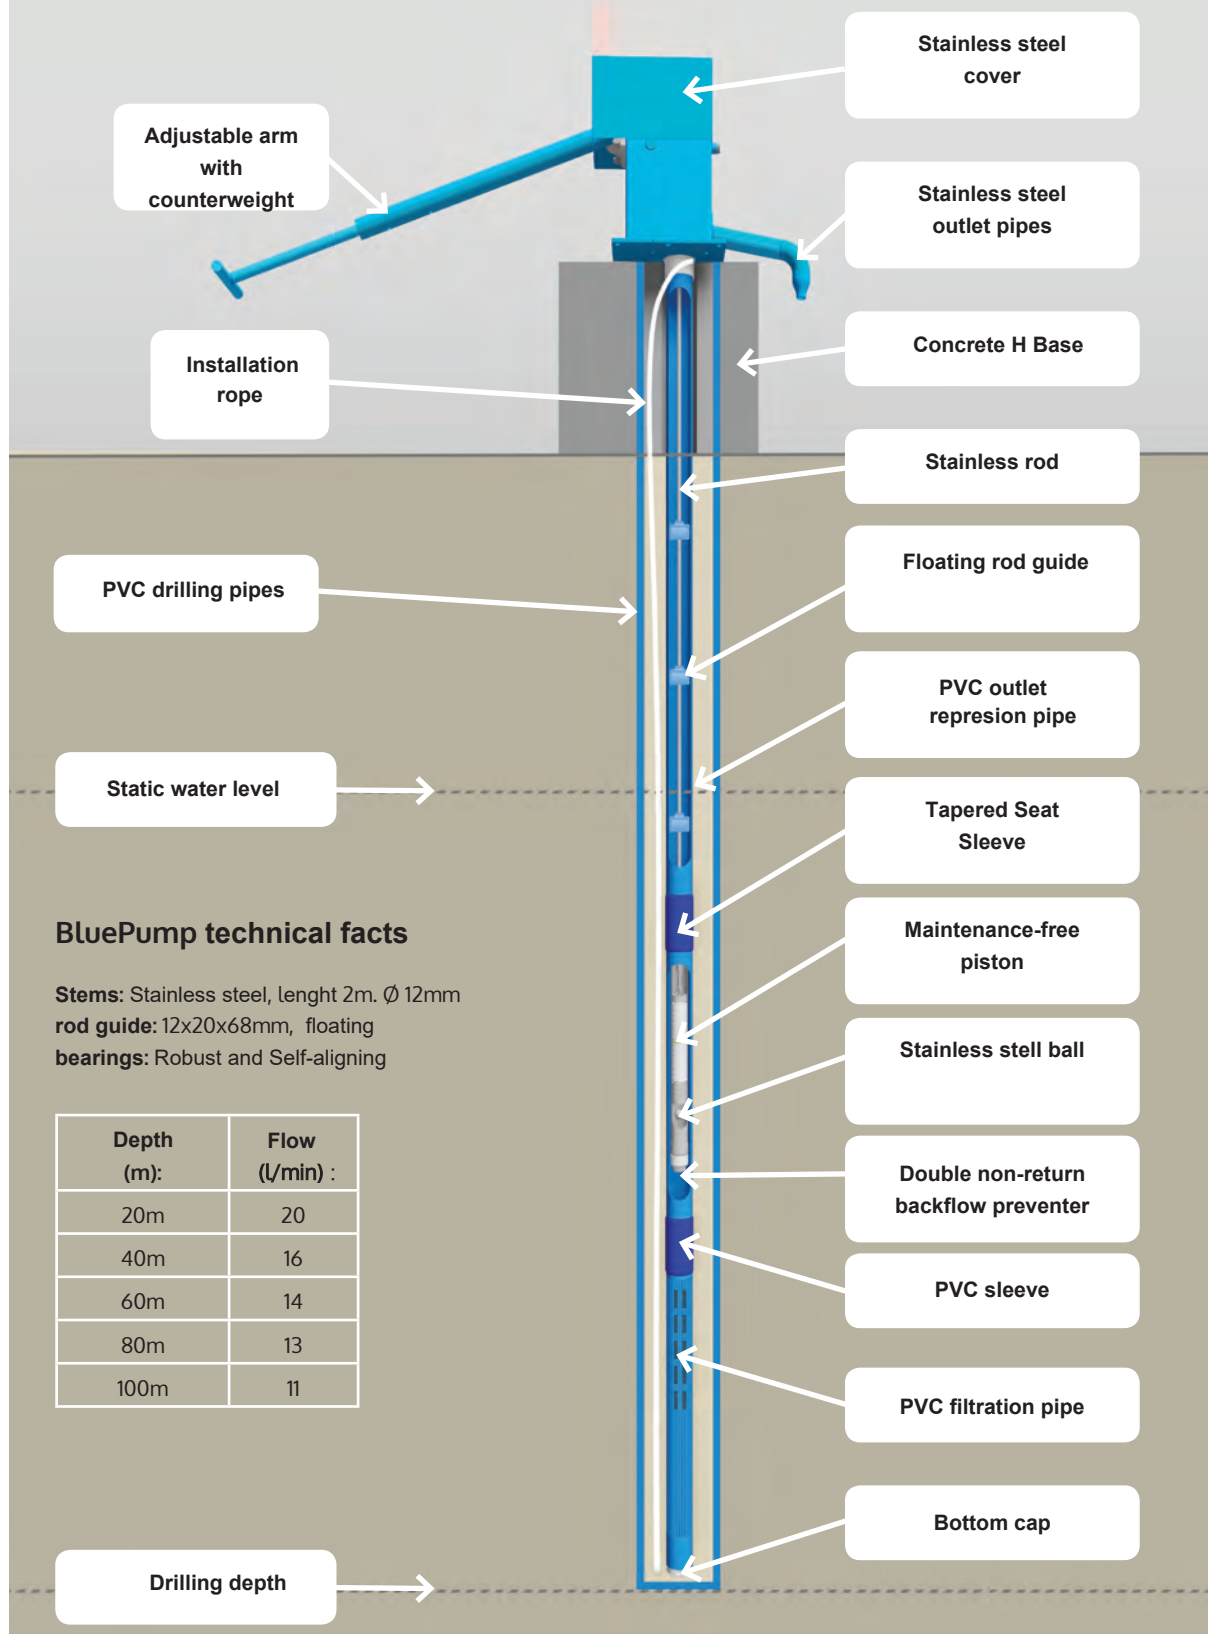 Stainless steel
cover
Adjustable arm
with
counterweight
Stainless steel
outlet pipes
Installation
rope
Concrete H Base
Stainless rod
PVC drilling pipes
Floating rod guide
PVC outlet
represion pipe
Static water level
Tapered Seat
Sleeve
BluePump technical facts
Maintenance-free
piston
Stems: Stainless steel, lenght 2m. Ø 12mm
rod guide: 12x20x68mm, floating
bearings: Robust and Self-aligning
Stainless stell ball
Depth (m): Flow (l/min) :
20m 20
40m 16
60m 14
80m 13
100m 11
Double non-return
backflow preventer
PVC sleeve
PVC filtration pipe
Bottom cap
Drilling depth